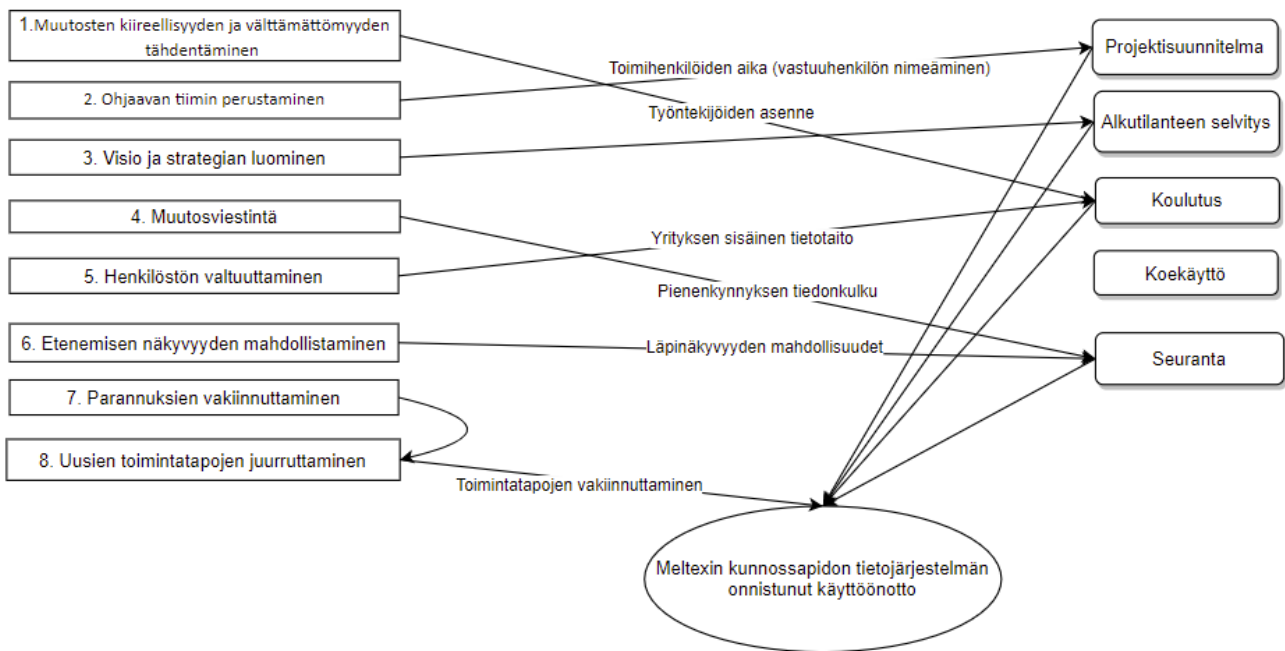 1.Muutosten kiireellisyyden ja välttämättömyyden
tähdentäminen
2. Ohjaavan tiimin perustaminen
3. Visio ja strategian luominen
4. Muutosviestintä
5. Henkilöstön valtuuttaminen
6. Etenemisen näkyvyyden mahdollistaminen
7. Parannuksien vakiinnuttaminen
8. Uusien toimintatapojen juurruttaminen
Toimihenkilöiden aika (vastuuhenkilön nimeäminen)
Työntekijöiden asenne
Yrityksen sisäinen tietotaito
Pienenkynnyksen tiedonkulku
Läpinäkyvyyden mahdollisuudet
Toimintatapojen vakiinnuttaminen
Projektisuunnitelma
Alkutilanteen selvitys
Koulutus
Koekäyttö
Seuranta
Meltexin kunnossapidon tietojärjestelmän
onnistunut käyttöönotto